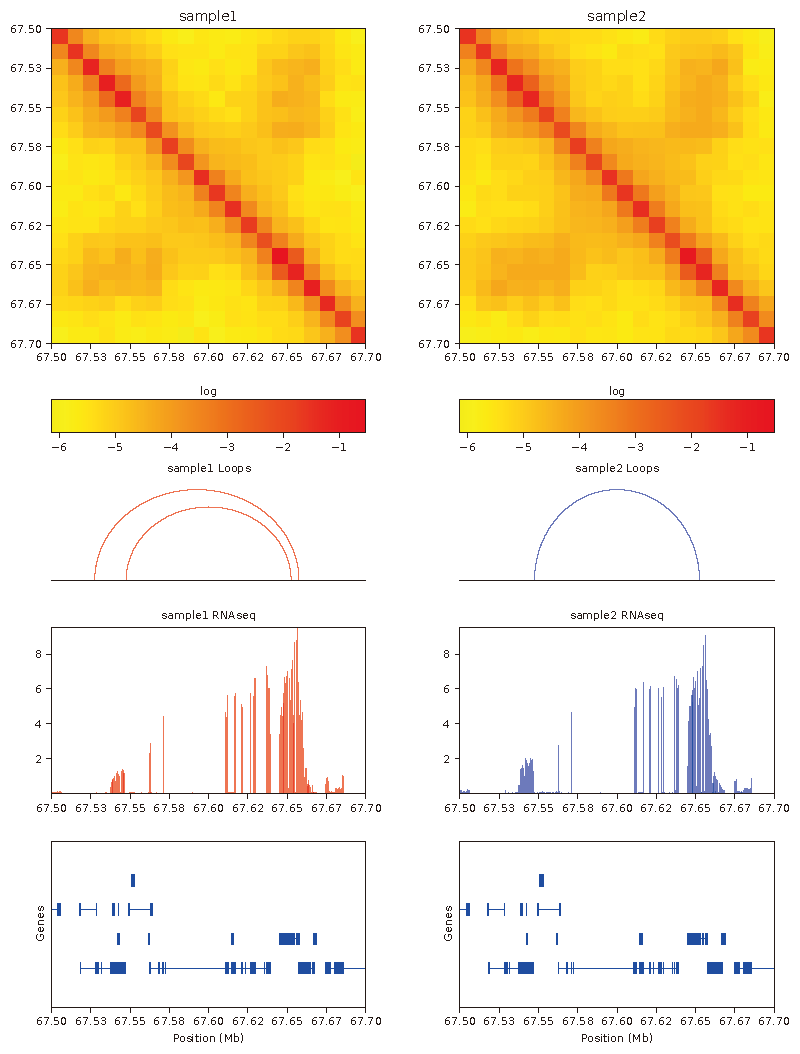 sample1 sample2
67.50 67.50
67.53 67.53
67.55 67.55
67.58 67.58
67.60 67.60
67.62 67.62
67.65 67.65
67.67 67.67
67.70 67.70
67.50 67.53 67.55 67.58 67.60 67.62 67.65 67.67 67.70 67.50 67.53 67.55 67.58 67.60 67.62 67.65 67.67 67.70
log log
−6 −5 −4 −3 −2 −1 −6 −5 −4 −3 −2 −1
sample1 Loops sample2 Loops
sample1 RNAseq sample2 RNAseq
8 8
6 6
4 4
2 2
67.50 67.53 67.55 67.58 67.60 67.62 67.65 67.67 67.70 67.50 67.53 67.55 67.58 67.60 67.62 67.65 67.67 67.70
Genes Genes
67.50 67.53 67.55 67.58 67.60 67.62 67.65 67.67 67.70 67.50 67.53 67.55 67.58 67.60 67.62 67.65 67.67 67.70
Position (Mb) Position (Mb)